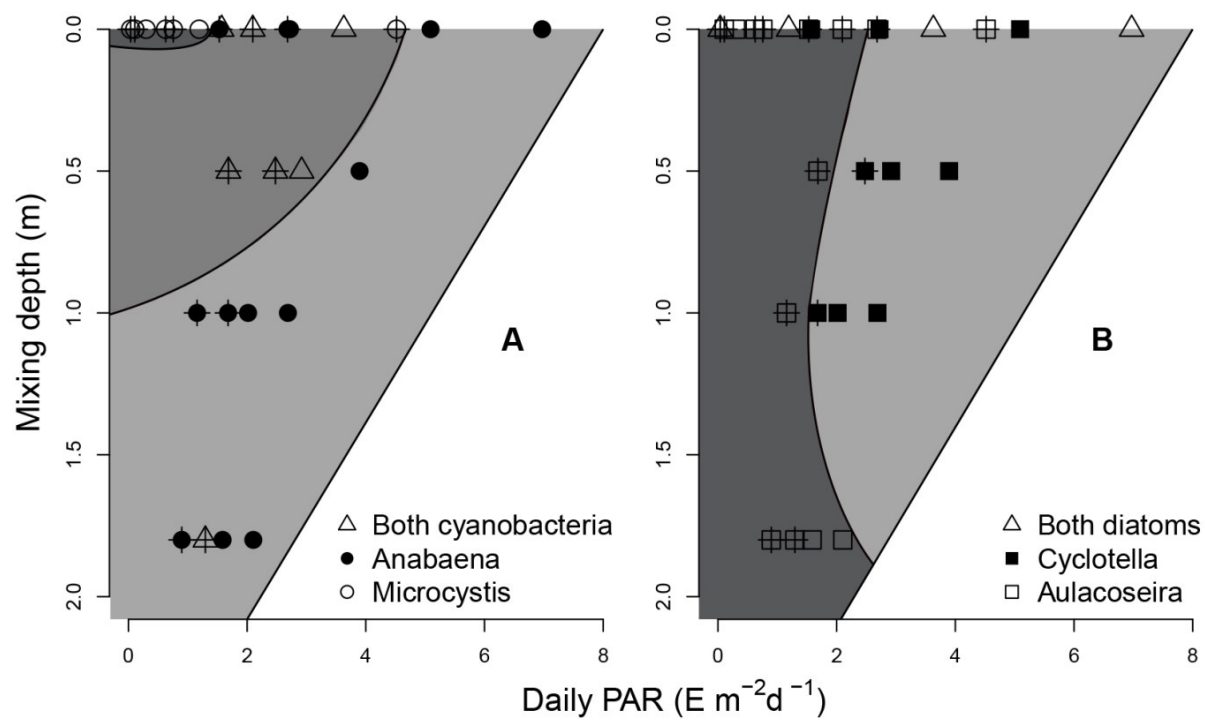 Mixing depth (m)
0.0
0.5
1.0
1.5
2.0
A
Both cyanobacteria
Anabaena
Microcystis
0 2 4 6 8
0.0
0.5
1.0
1.5
2.0
B
Both diatoms
Cyclotella
Aulacoseira
0 2 4 6 8
Daily PAR (E m⁻²d⁻¹)